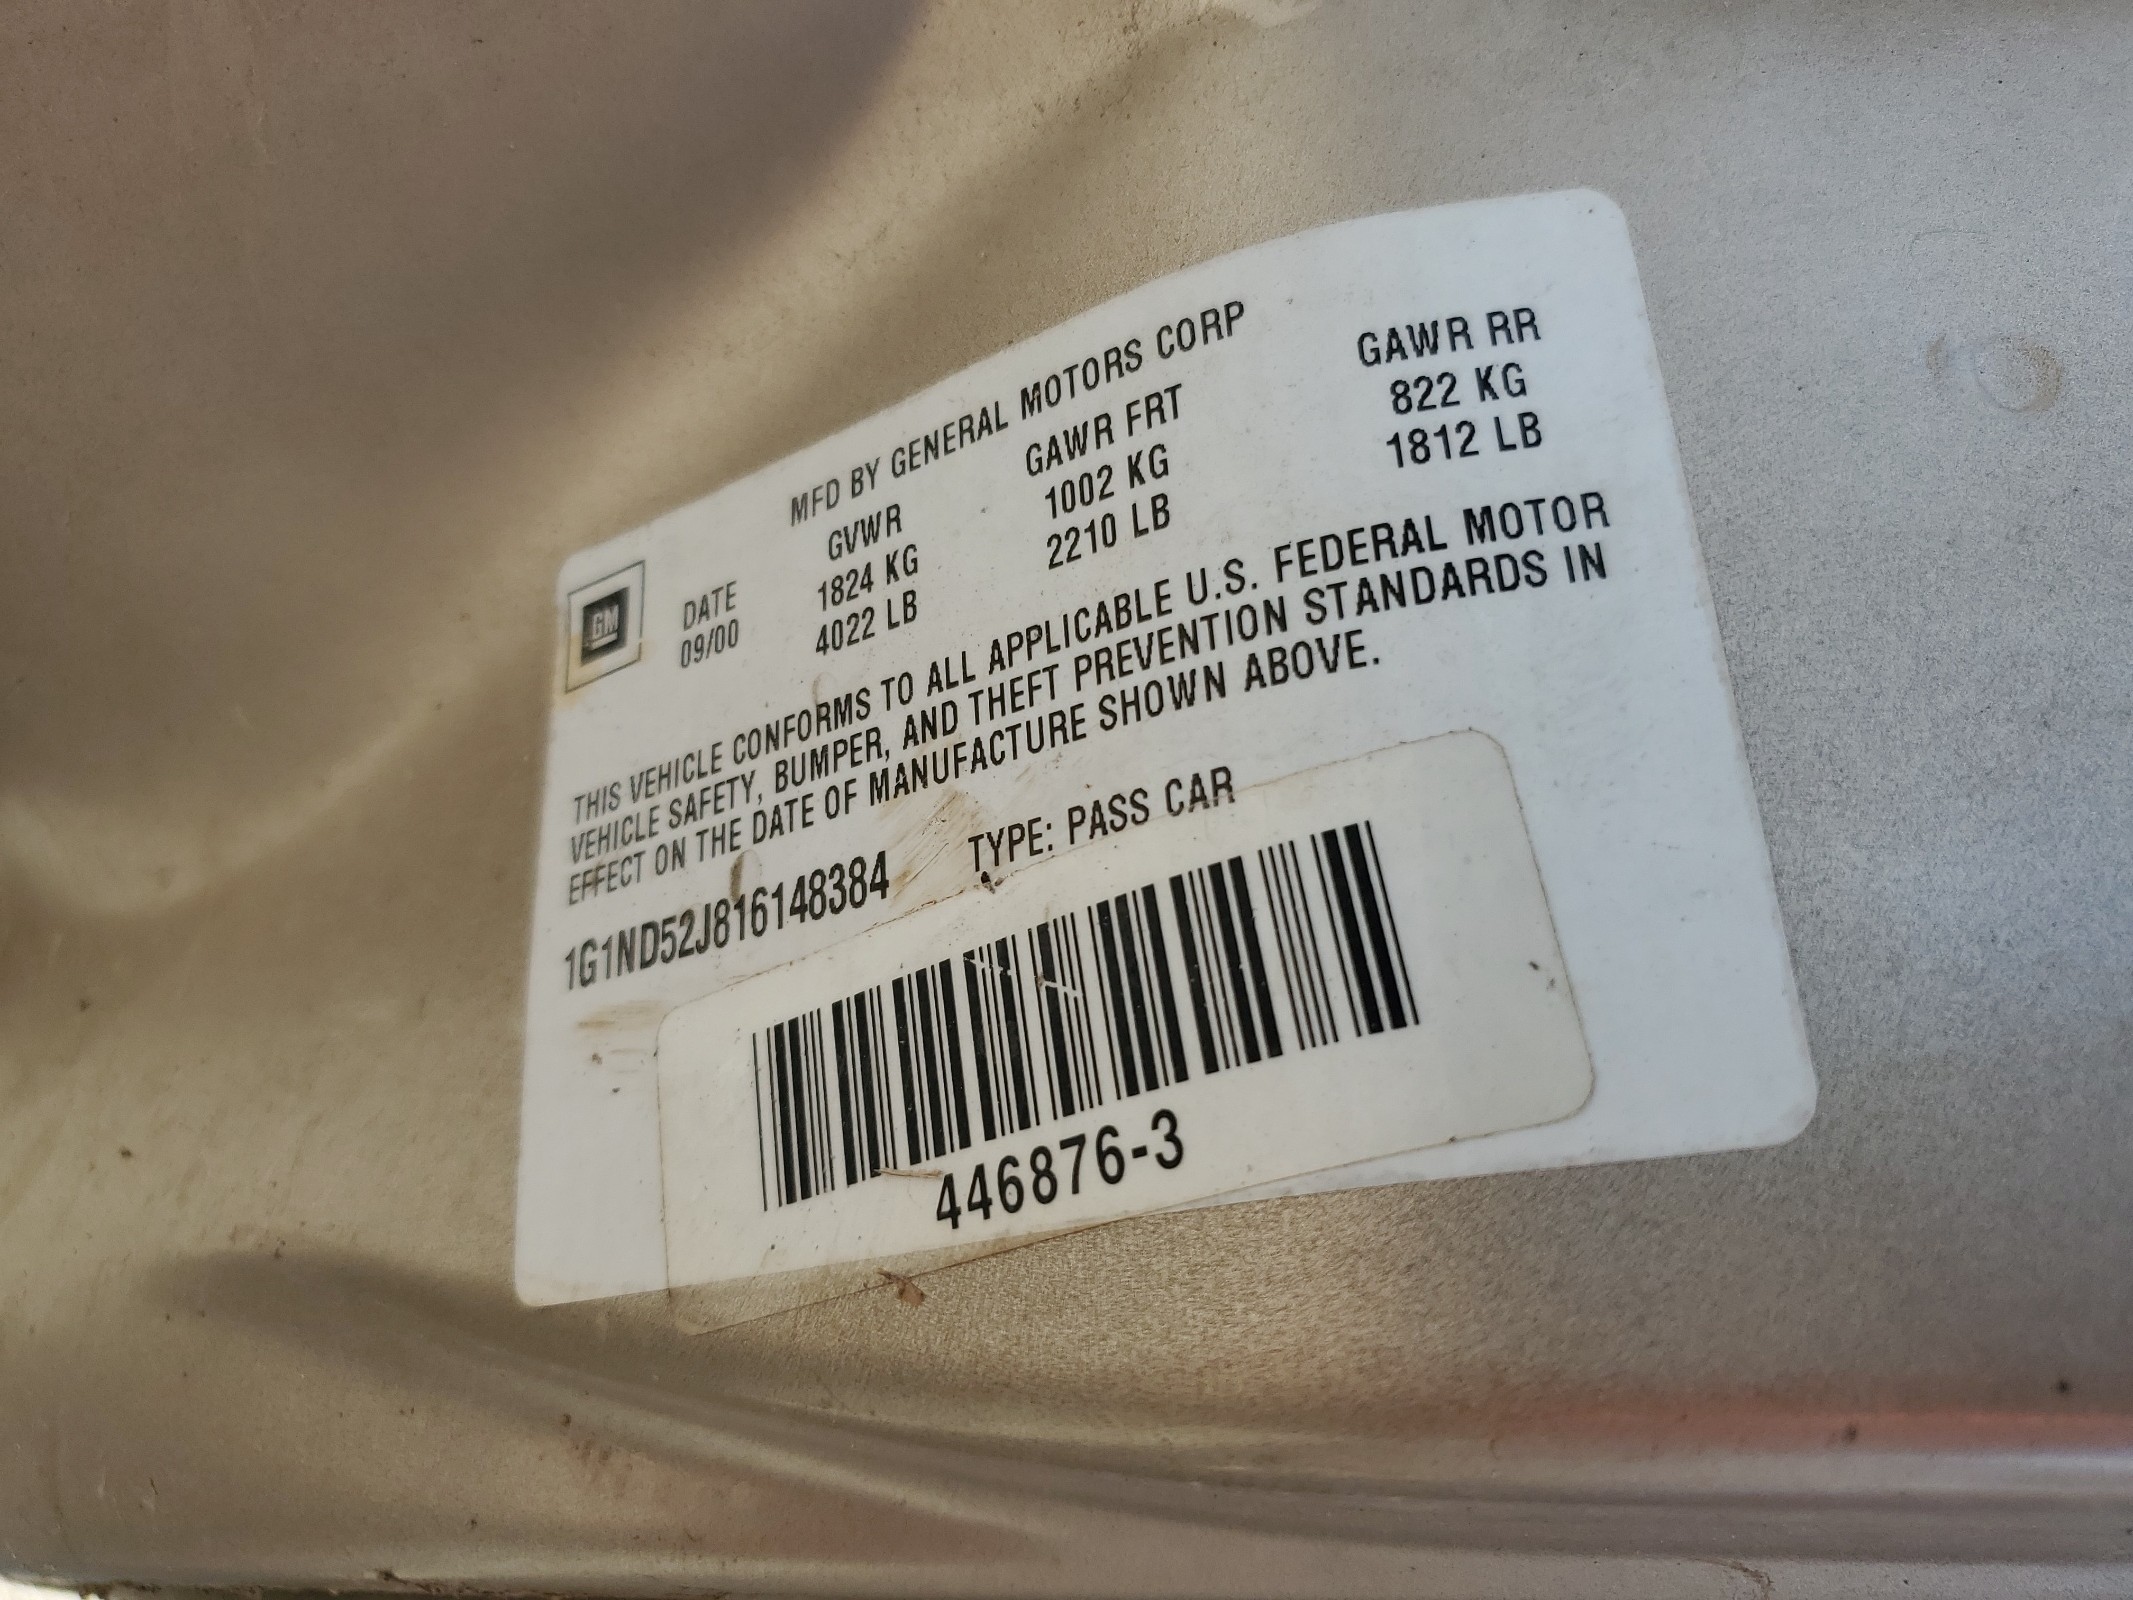 MFD BY GENERAL MOTORS CORP
GM
DATE GVWR GAWR FRT GAWR RR
09/00 1824 KG 1002 KG 822 KG
4022 LB 2210 LB 1812 LB
THIS VEHICLE CONFORMS TO ALL APPLICABLE U.S. FEDERAL MOTOR
VEHICLE SAFETY, BUMPER, AND THEFT PREVENTION STANDARDS IN
EFFECT ON THE DATE OF MANUFACTURE SHOWN ABOVE.
1G1ND52J816148384 TYPE: PASS CAR
446876-3